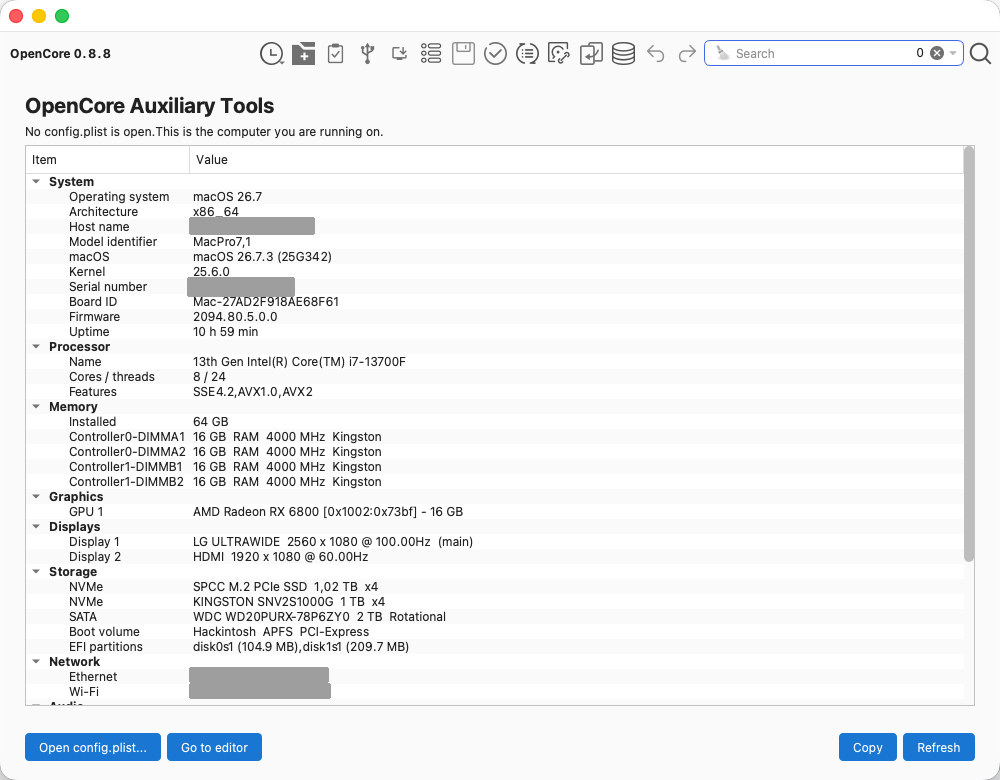 OpenCore 0.8.8
Search 0
OpenCore Auxiliary Tools
No config.plist is open.This is the computer you are running on.
Item Value
System
Operating system macOS 26.7
Architecture x86_64
Host name
Model identifier MacPro7,1
macOS macOS 26.7.3 (25G342)
Kernel 25.6.0
Serial number
Board ID Mac-27AD2F918AE68F61
Firmware 2094.80.5.0.0
Uptime 10 h 59 min
Processor
Name 13th Gen Intel(R) Core(TM) i7-13700F
Cores / threads 8 / 24
Features SSE4.2,AVX1.0,AVX2
Memory
Installed 64 GB
Controller0-DIMMA1 16 GB RAM 4000 MHz Kingston
Controller0-DIMMA2 16 GB RAM 4000 MHz Kingston
Controller1-DIMMB1 16 GB RAM 4000 MHz Kingston
Controller1-DIMMB2 16 GB RAM 4000 MHz Kingston
Graphics
GPU 1 AMD Radeon RX 6800 [0x1002:0x73bf] - 16 GB
Displays
Display 1 LG ULTRAWIDE 2560 x 1080 @ 100.00Hz (main)
Display 2 HDMI 1920 x 1080 @ 60.00Hz
Storage
NVMe SPCC M.2 PCIe SSD 1,02 TB x4
NVMe KINGSTON SNV2S1000G 1 TB x4
SATA WDC WD20PURX-78P6ZY0 2 TB Rotational
Boot volume Hackintosh APFS PCI-Express
EFI partitions disk0s1 (104.9 MB),disk1s1 (209.7 MB)
Network
Ethernet
Wi-Fi
Open config.plist... Go to editor Copy Refresh